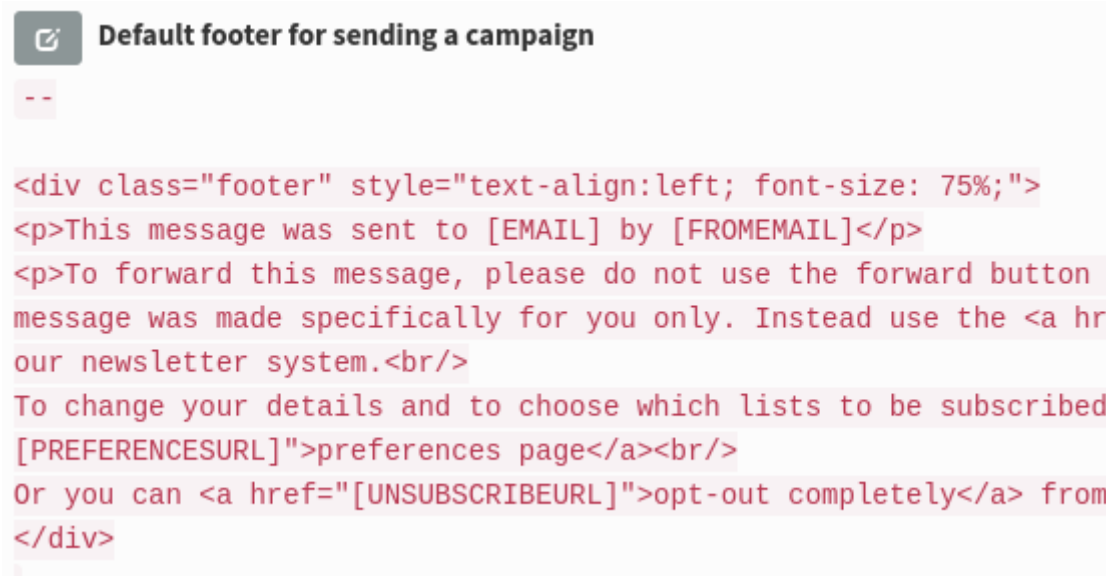 Default footer for sending a campaign
--
<div class="footer" style="text-align:left; font-size: 75%;">
<p>This message was sent to [EMAIL] by [FROMEMAIL]</p>
<p>To forward this message, please do not use the forward button
message was made specifically for you only. Instead use the <a hr
our newsletter system.<br/>
To change your details and to choose which lists to be subscribed
[PREFERENCESURL]">preferences page</a><br/>
Or you can <a href="[UNSUBSCRIBEURL]">opt-out completely</a> from
</div>